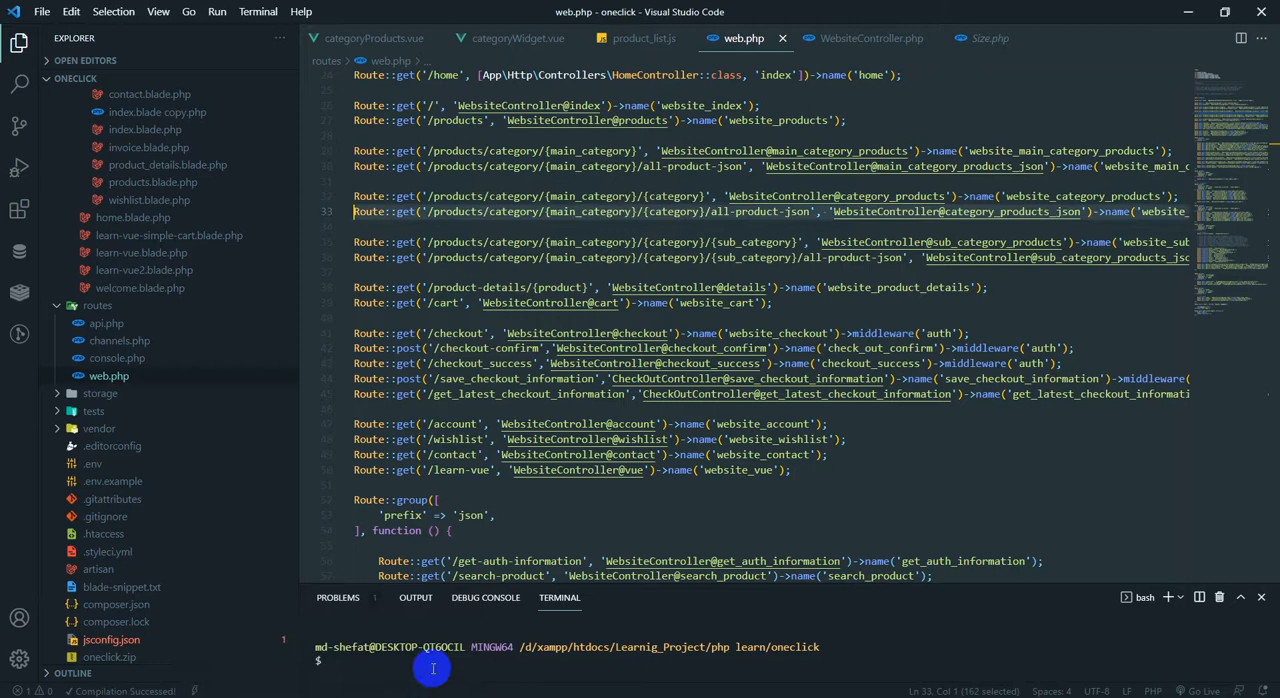 File Edit Selection View Go Run Terminal Help
web.php - oneclick - Visual Studio Code
EXPLORER
OPEN EDITORS
ONECLICK
contact.blade.php
index.blade copy.php
index.blade.php
invoice.blade.php
product_details.blade.php
products.blade.php
wishlist.blade.php
home.blade.php
learn-vue-simple-cart.blade.php
learn-vue.blade.php
learn-vue2.blade.php
welcome.blade.php
routes
api.php
channels.php
console.php
web.php
storage
tests
vendor
.editorconfig
.env
.env.example
.gitattributes
.gitignore
.htaccess
.styleci.yml
artisan
blade-snippet.txt
composer.json
composer.lock
jsconfig.json 1
oneclick.zip
OUTLINE
categoryProducts.vue categoryWidget.vue product_list.js web.php WebsiteController.php Size.php
routes > web.php > ...
Route::get('/home', [App\Http\Controllers\HomeController::class, 'index'])->name('home');
Route::get('/', 'WebsiteController@index')->name('website_index');
Route::get('/products', 'WebsiteController@products')->name('website_products');
Route::get('/products/category/{main_category}', 'WebsiteController@main_category_products')->name('website_main_category_products');
Route::get('/products/category/{main_category}/all-product-json', 'WebsiteController@main_category_products_json')->name('website_main_c
Route::get('/products/category/{main_category}/{category}', 'WebsiteController@category_products')->name('website_category_products');
33 Route::get('/products/category/{main_category}/{category}/all-product-json', 'WebsiteController@category_products_json')->name('website_
Route::get('/products/category/{main_category}/{category}/{sub_category}', 'WebsiteController@sub_category_products')->name('website_sub
Route::get('/products/category/{main_category}/{category}/{sub_category}/all-product-json', 'WebsiteController@sub_category_products_jsc
Route::get('/product-details/{product}', 'WebsiteController@details')->name('website_product_details');
Route::get('/cart', 'WebsiteController@cart')->name('website_cart');
Route::get('/checkout', 'WebsiteController@checkout')->name('website_checkout')->middleware('auth');
Route::post('/checkout-confirm','WebsiteController@checkout_confirm')->name('check_out_confirm')->middleware('auth');
Route::get('/checkout_success','WebsiteController@checkout_success')->name('checkout_success')->middleware('auth');
Route::post('/save_checkout_information','CheckOutController@save_checkout_information')->name('save_checkout_information')->middleware(
Route::get('/get_latest_checkout_information','CheckOutController@get_latest_checkout_information')->name('get_latest_checkout_informati
Route::get('/account', 'WebsiteController@account')->name('website_account');
Route::get('/wishlist', 'WebsiteController@wishlist')->name('website_wishlist');
Route::get('/contact', 'WebsiteController@contact')->name('website_contact');
Route::get('/learn-vue', 'WebsiteController@vue')->name('website_vue');
Route::group([
'prefix' => 'json',
], function () {
Route::get('/get-auth-information', 'WebsiteController@get_auth_information')->name('get_auth_information');
Route::get('/search-product', 'WebsiteController@search_product')->name('search_product');
PROBLEMS 1 OUTPUT DEBUG CONSOLE TERMINAL bash
md-shefat@DESKTOP-QT6OCIL MINGW64 /d/xampp/htdocs/Learnig_Project/php learn/oneclick
$
1 0 Compilation Successed! Ln 33, Col 1 (162 selected) Spaces: 4 UTF-8 LF PHP Go Live